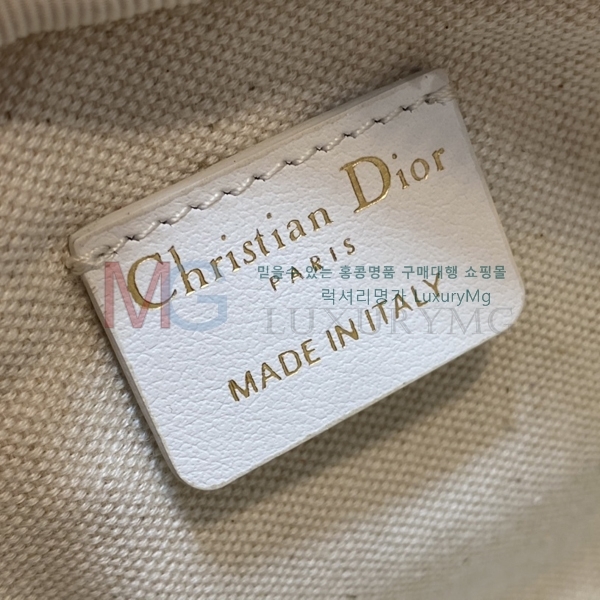 Christian Dior
PARIS
MADE IN ITALY
믿을수있는 홍콩명품 구매대행 쇼핑몰
럭셔리명가 LuxuryMg
MG LUXURYMG